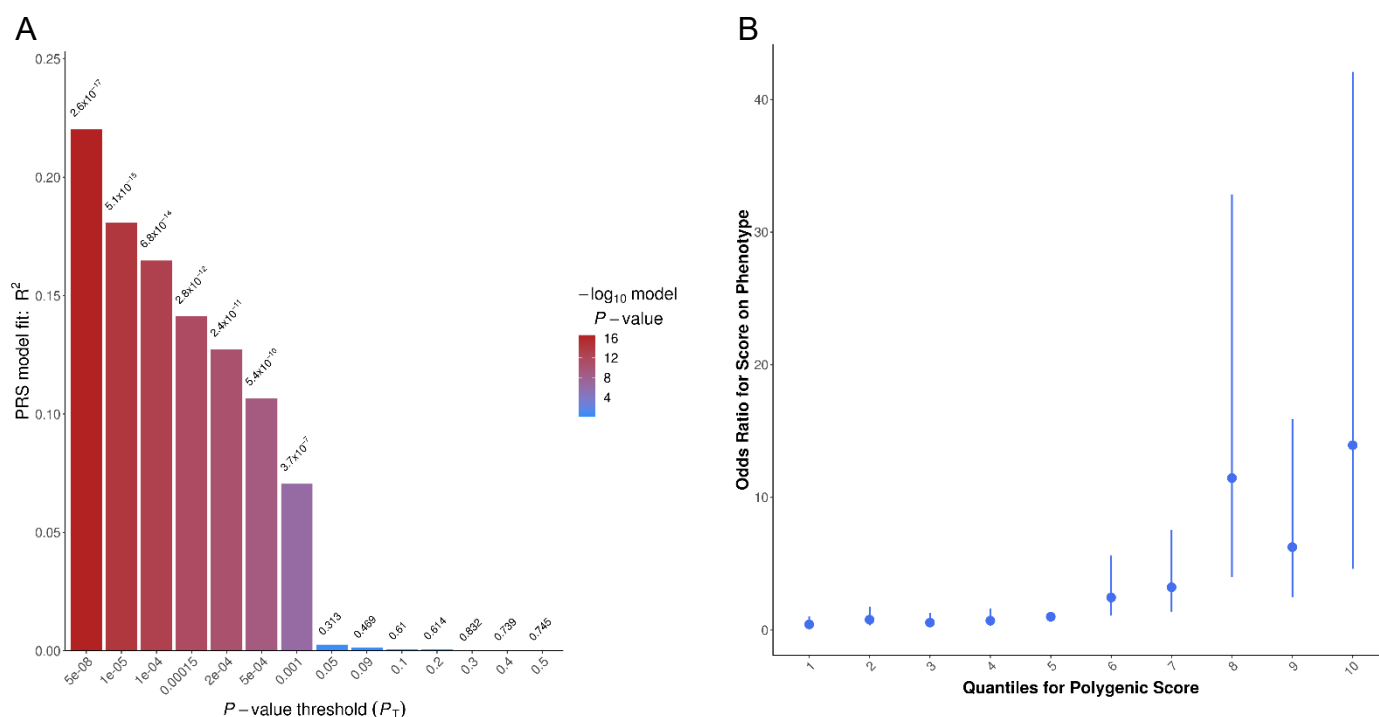 A
PRS model fit: R²
0.25
0.20
0.15
0.10
0.05
0.00
2.6x10⁻¹⁷
5.1x10⁻¹⁵
6.8x10⁻¹⁴
2.8x10⁻¹²
2.4x10⁻¹¹
5.4x10⁻¹⁰
3.7x10⁻⁷
0.313
0.469
0.61
0.614
0.832
0.739
0.745
5e-08
1e-05
1e-04
0.00015
2e-04
5e-04
0.001
0.05
0.09
0.1
0.2
0.3
0.4
0.5
P − value threshold (P_T)
−log₁₀ model
P − value
16
12
8
4
B
Odds Ratio for Score on Phenotype
40
30
20
10
0
1 2 3 4 5 6 7 8 9 10
Quantiles for Polygenic Score